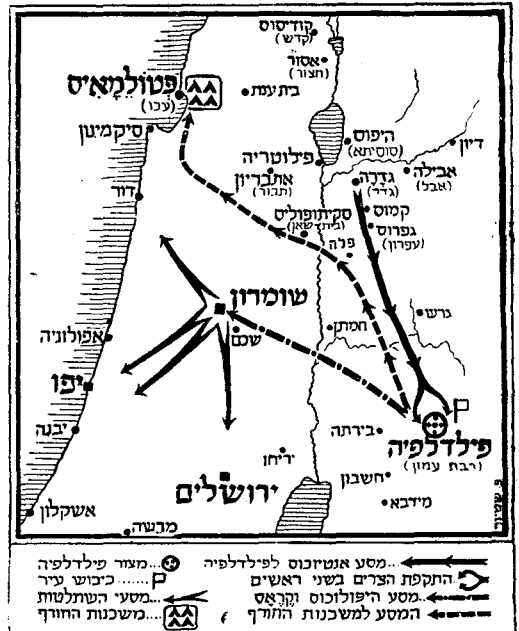 קודיסוס
(קדש)
אסור
(חצור)
בית ענת
פטולמאיס
(עכו)
סיקמינון
היפוס
(סוסיתא)
דיון
פילוטריה
אבילה
(אבל)
גדרה
(גדר)
אתבריון
(תבור)
דור
קמוס
גפרוס
(עפרון)
סקיתופוליס
(בית שאן)
פלה
שומרון
גרש
חמתן
שכם
אפולוניה
יפו
פילדלפיה
(רבת עמון)
בירתה
יבנה
יריחו
חשבון
ירושלים
מידבא
אשקלון
מרשה
מסע אנטיוכוס לפילדלפיה
התקפת הצרים בשני ראשים
מסע היפולוכוס וקראס
המסע למשכנות החורף
מצור פילדלפיה
כיבוש עיר
מסעי השתלטות
משכנות החורף